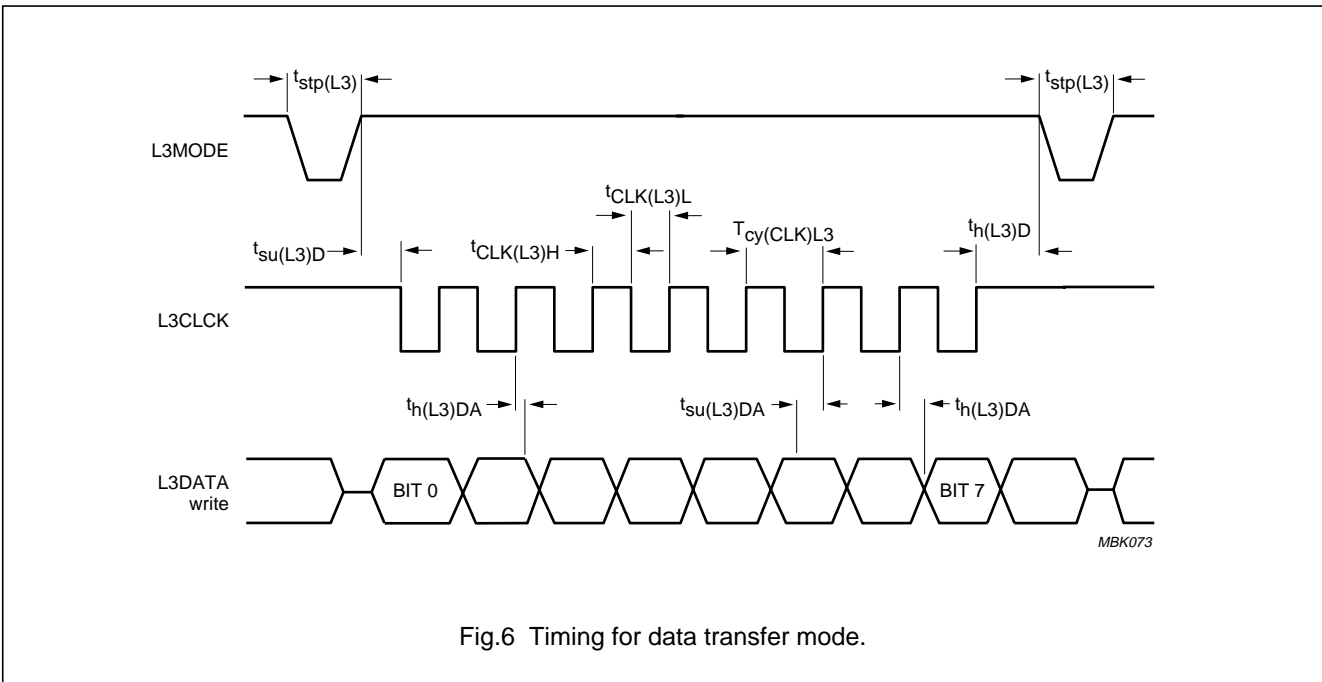 tstp(L3) tstp(L3)
L3MODE
tCLK(L3)L
tsu(L3)D tCLK(L3)H Tcy(CLK)L3 th(L3)D
L3CLCK
th(L3)DA tsu(L3)DA th(L3)DA
L3DATA
write
BIT 0 BIT 7
MBK073
Fig.6 Timing for data transfer mode.